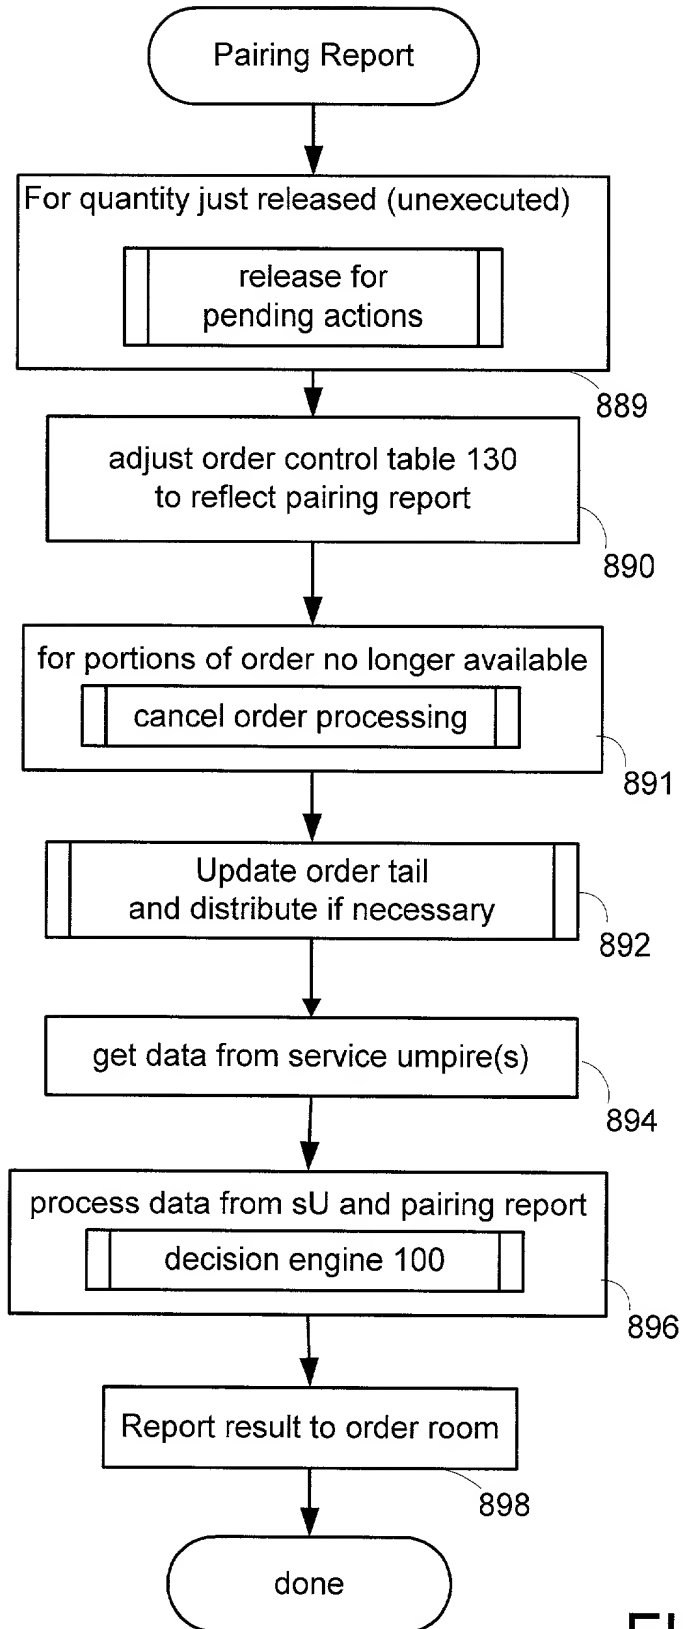 Pairing Report
For quantity just released (unexecuted)
release for
pending actions
889
adjust order control table 130
to reflect pairing report
890
for portions of order no longer available
cancel order processing
891
Update order tail
and distribute if necessary
892
get data from service umpire(s)
894
process data from sU and pairing report
decision engine 100
896
Report result to order room
898
done